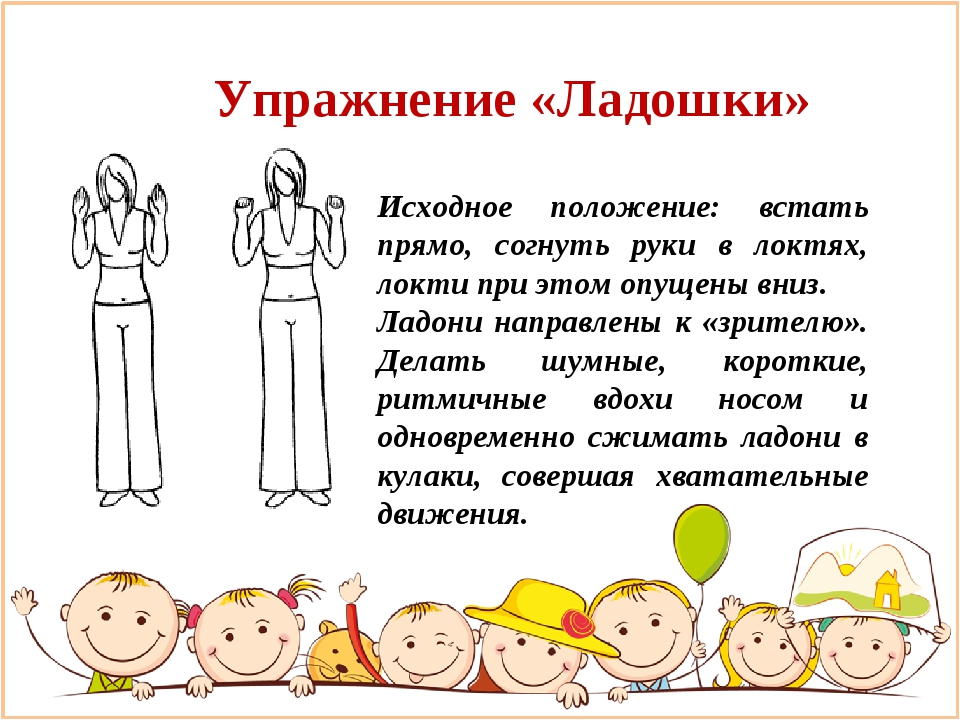 Упражнение «Ладошки»
Исходное положение: встать
прямо, согнуть руки в локтях,
локти при этом опущены вниз.
Ладони направлены к «зрителю».
Делать шумные, короткие,
ритмичные вдохи носом и
одновременно сжимать ладони в
кулаки, совершая хватательные
движения.